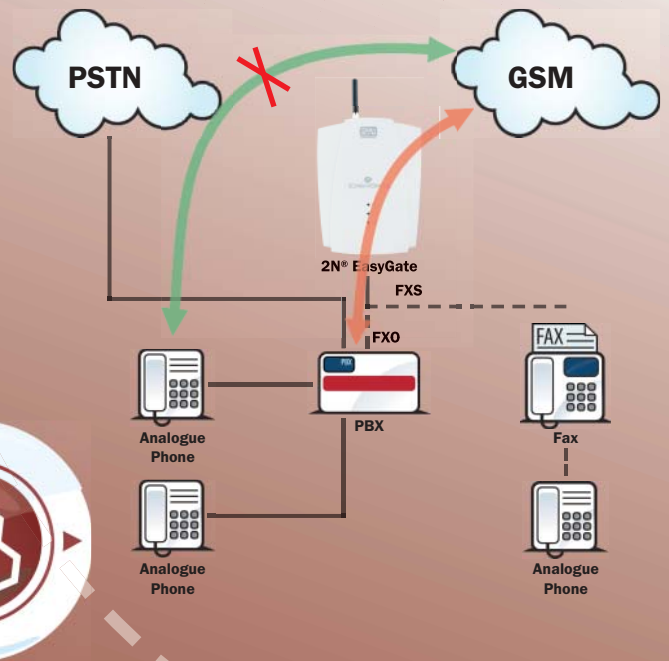 PSTN
GSM
2N® EasyGate
FXS
FXO
FAX
PBX
PBX
Analogue
Phone
Fax
Analogue
Phone
Analogue
Phone